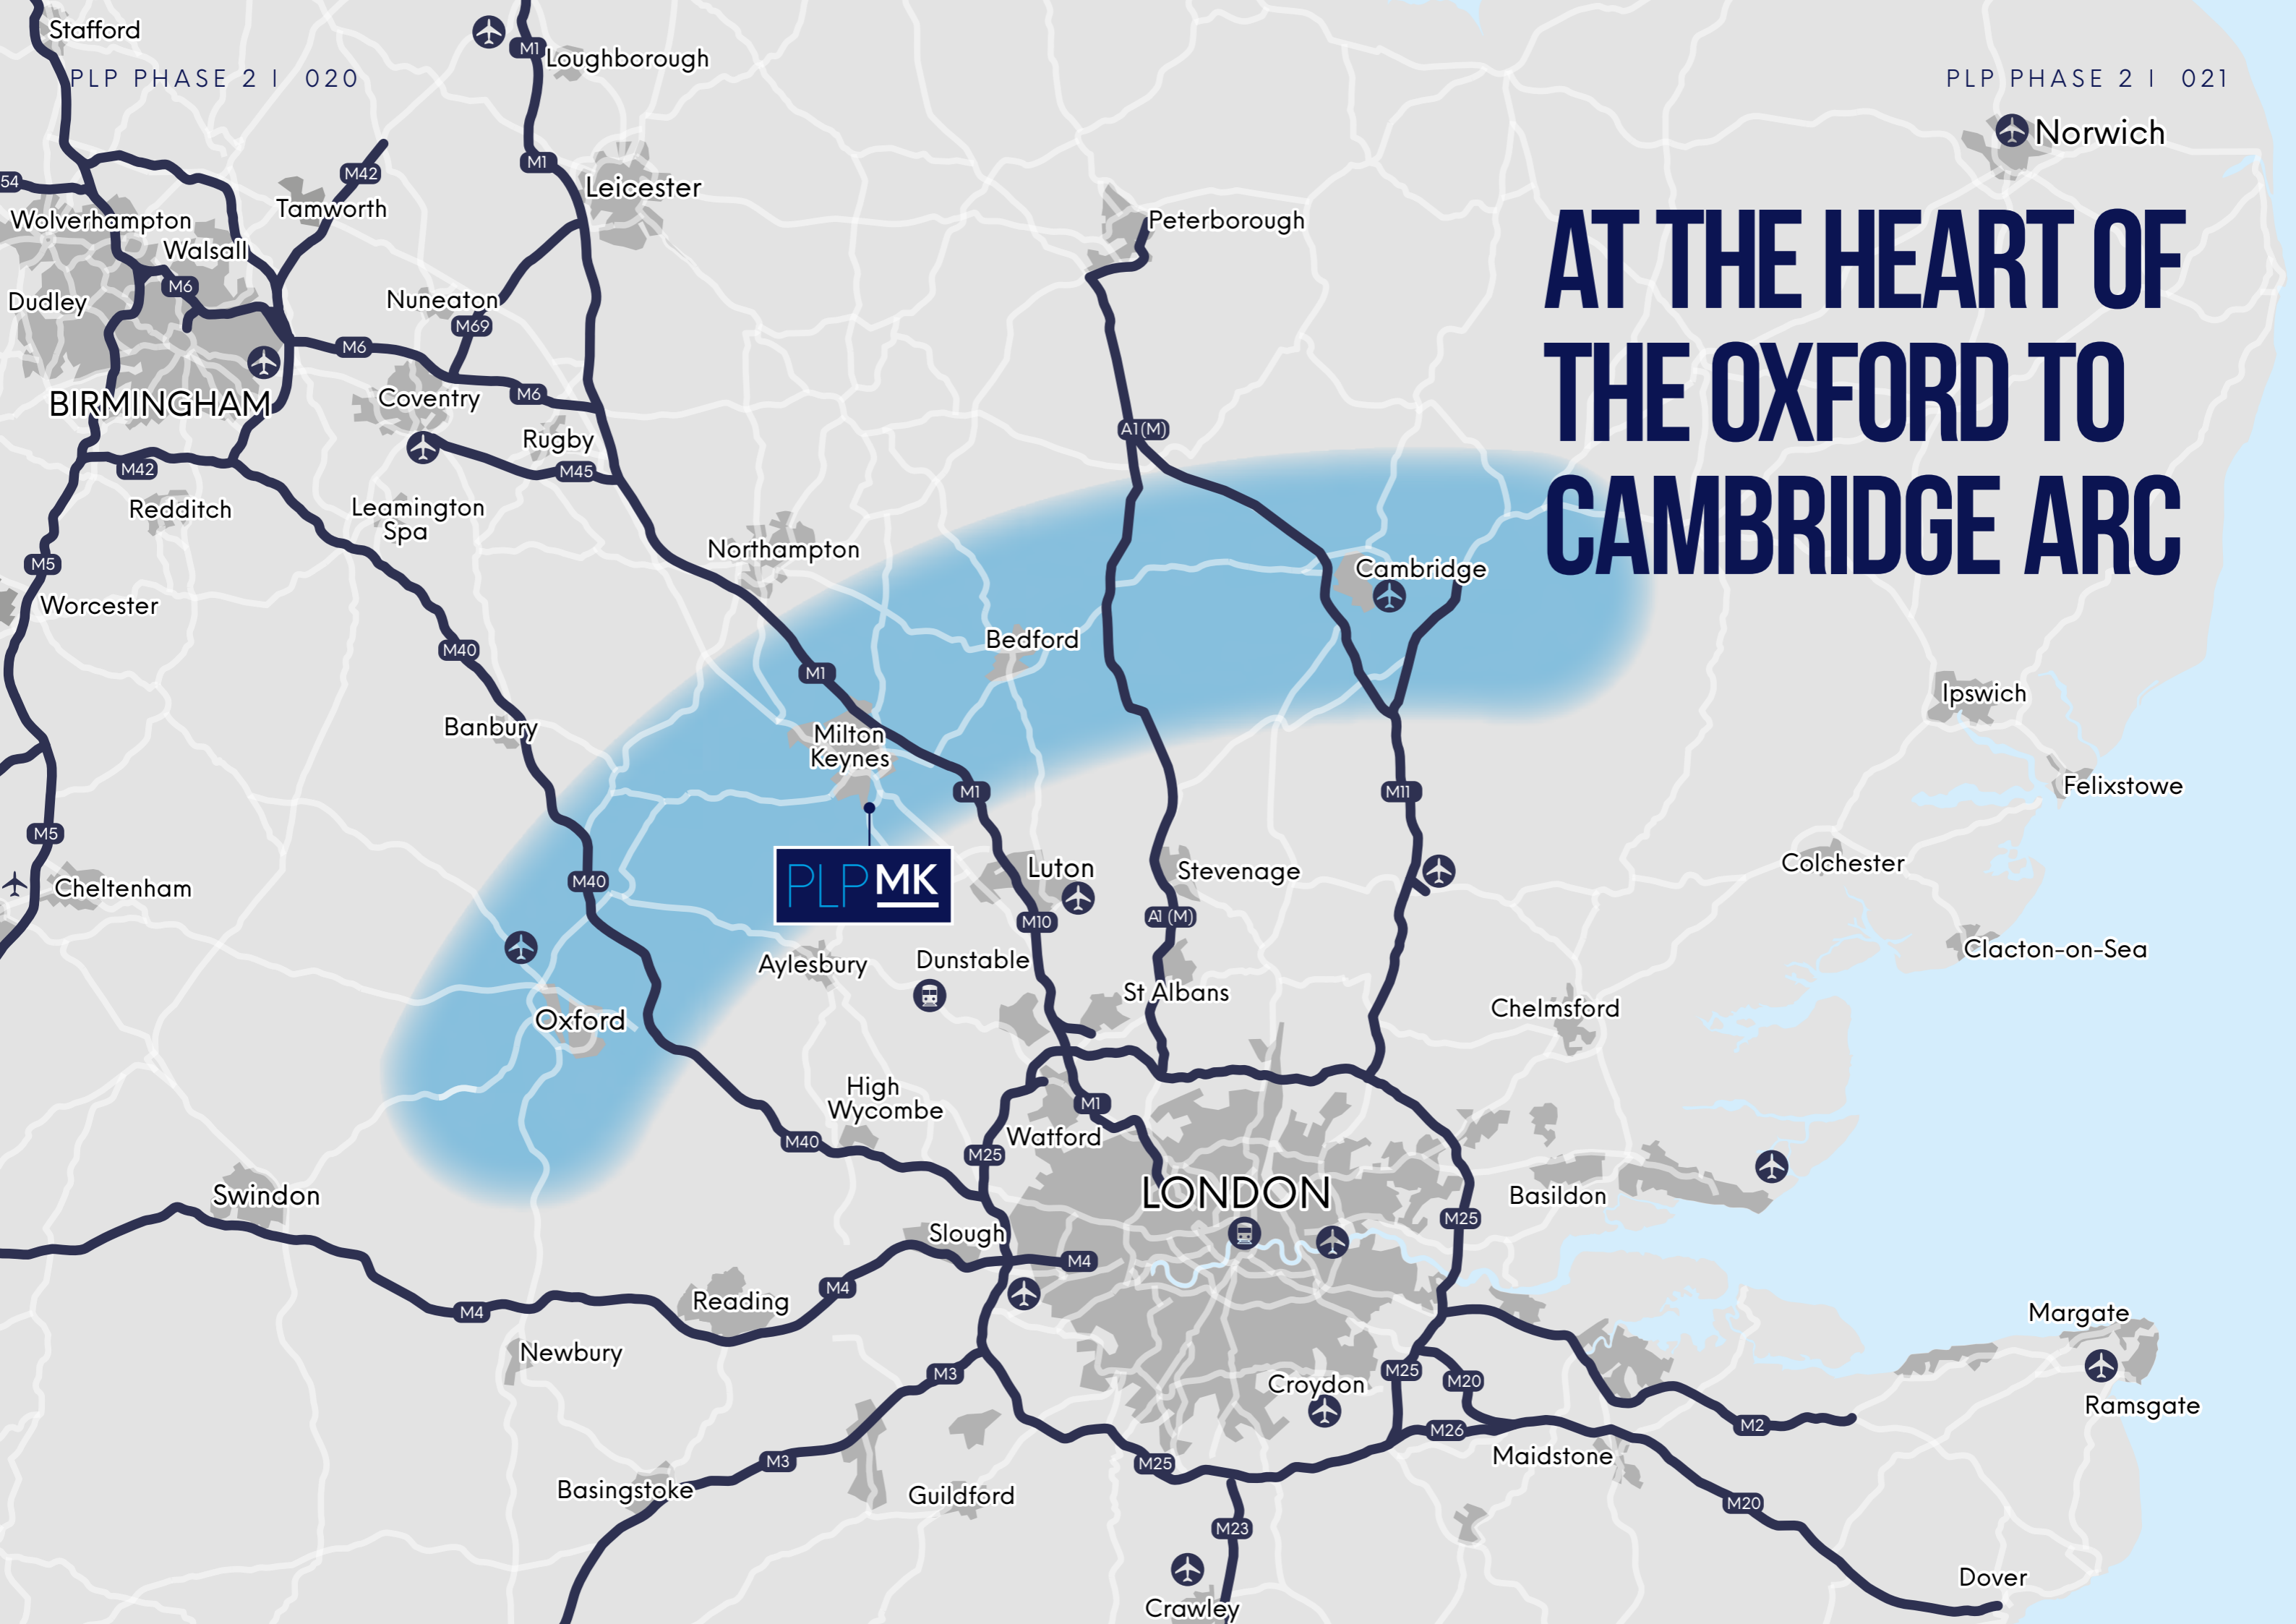 Stafford
M1
Loughborough
PLP PHASE 2 | 020
PLP PHASE 2 | 021
Norwich
M1
M42
54
Leicester
Tamworth
Wolverhampton
Walsall
Peterborough
AT THE HEART OF
THE OXFORD TO
CAMBRIDGE ARC
M6
Dudley
Nuneaton
M69
M6
M6
BIRMINGHAM
Coventry
A1(M)
Rugby
M42
M45
Redditch
Leamington
Spa
Northampton
M5
Cambridge
Worcester
Bedford
M40
M1
Ipswich
Banbury
Milton
Keynes
Felixstowe
M1
M11
M5
PLP MK
Luton
Stevenage
Colchester
M40
Cheltenham
M10
A1 (M)
Clacton-on-Sea
Aylesbury
Dunstable
St Albans
Chelmsford
Oxford
High
Wycombe
M1
M40
Watford
M25
LONDON
Swindon
Basildon
M25
Slough
M4
M4
Reading
M4
Margate
Newbury
M3
M25
M20
Croydon
Ramsgate
M2
M26
M3
M25
Maidstone
Basingstoke
Guildford
M20
M23
Dover
Crawley